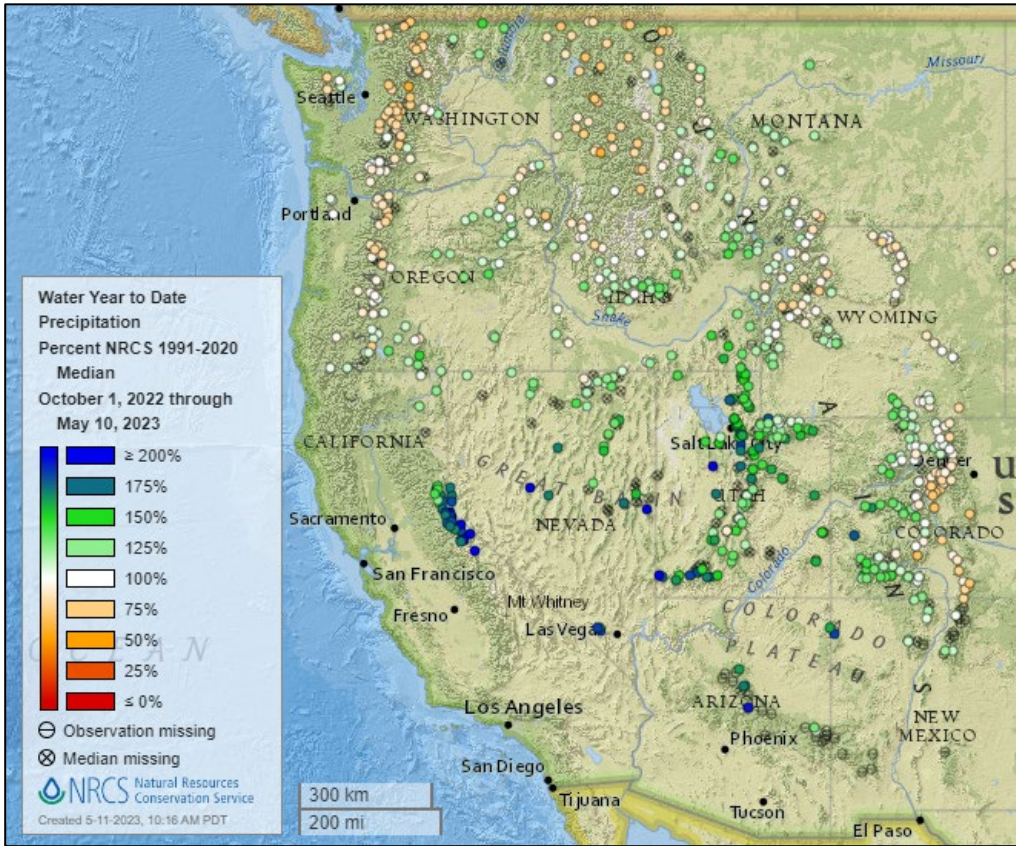 Columbia
Missouri
O
Seattle
WASHINGTON
MONTANA
Portland
OREGON
IDAHO
Snake
WYOMING
CALIFORNIA
Salt Lake City
GREAT BASIN
UTAH
Denver
U
S
NEVADA
COLORADO
Sacramento
San Francisco
Colorado
Fresno
Mt Whitney
Las Vegas
COLORADO
PLATEAU
OCEAN
ARIZONA
Los Angeles
NEW
MEXICO
Phoenix
San Diego
Tijuana
Tucson
El Paso
Water Year to Date
Precipitation
Percent NRCS 1991-2020
Median
October 1, 2022 through
May 10, 2023
≥ 200%
175%
150%
125%
100%
75%
50%
25%
≤ 0%
Observation missing
Median missing
NRCS Natural Resources
Conservation Service
Created 5-11-2023, 10:16 AM PDT
300 km
200 mi